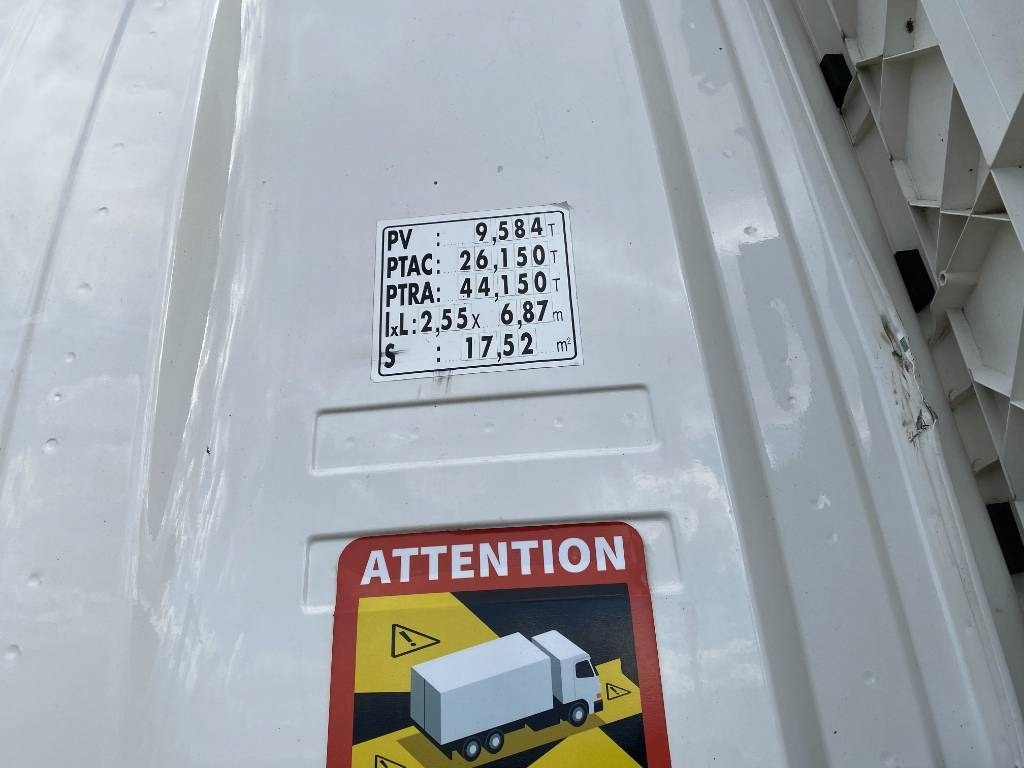 PV : 9,584 T
PTAC: 26,150 T
PTRA: 44,150 T
lxL: 2,55 x 6,87 m
S : 17,52 m²
ATTENTION